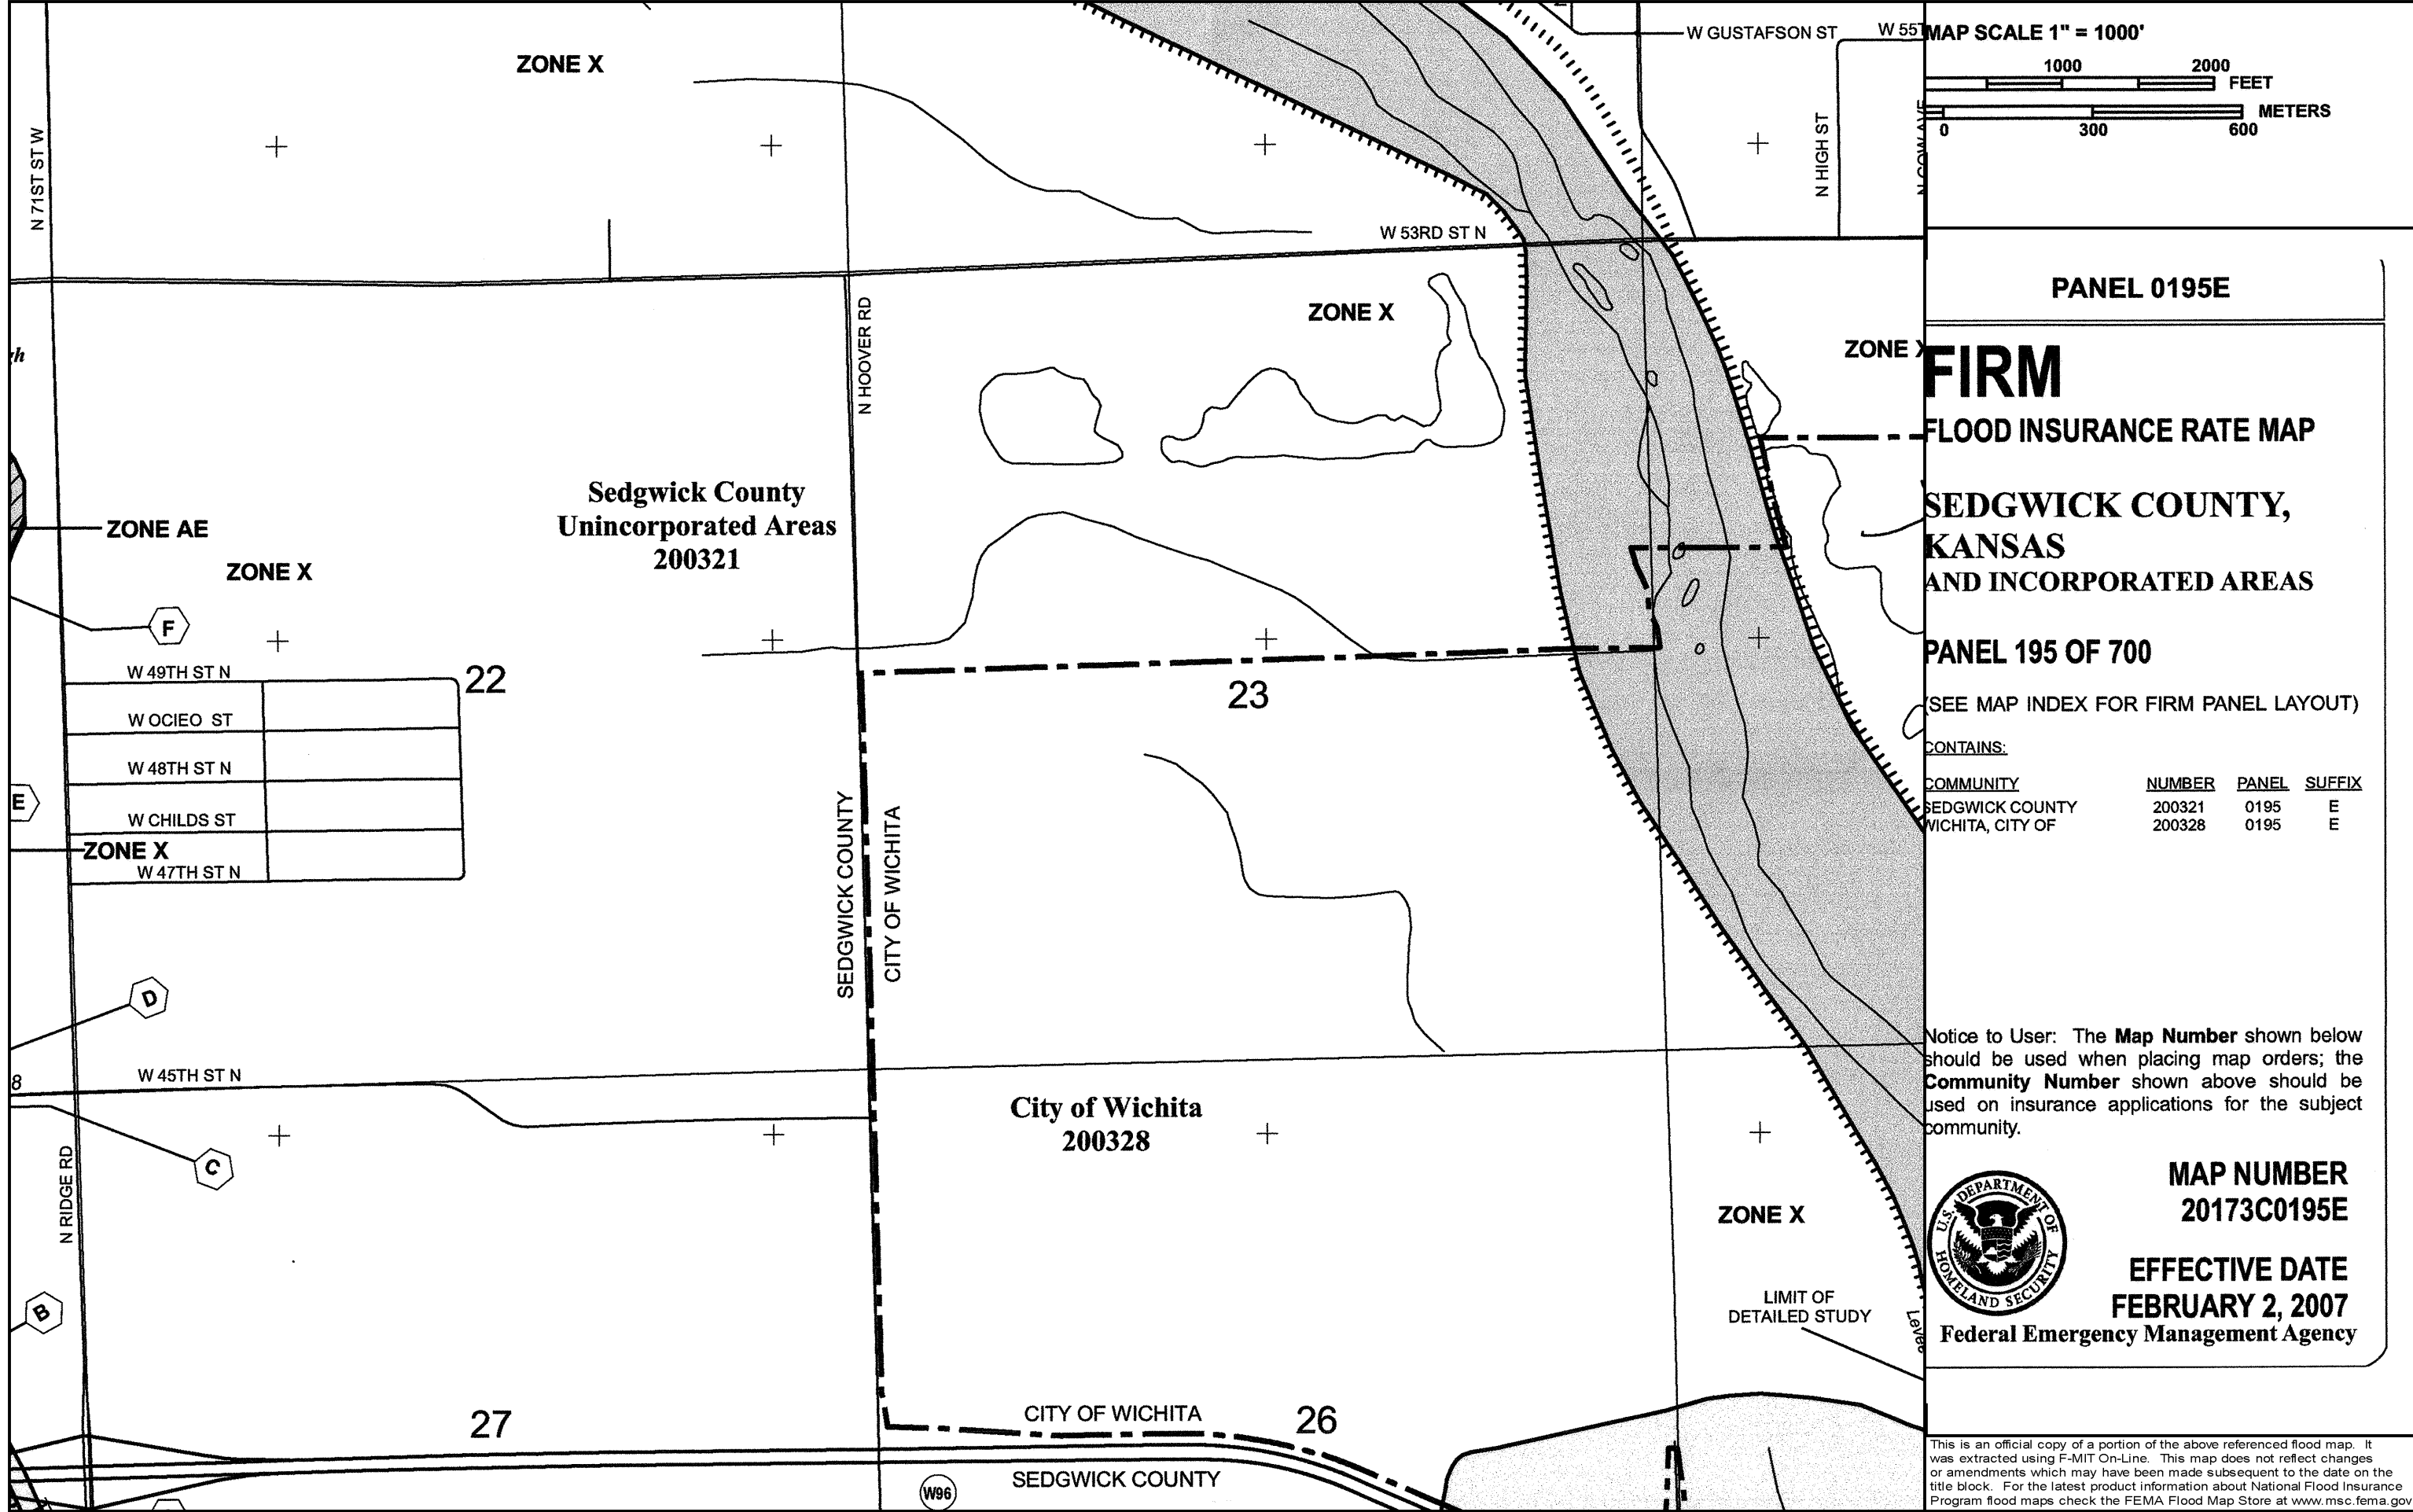 ZONE X
N 71ST ST W
W GUSTAFSON ST
W 55T
N HIGH ST
N GOW AVE
W 53RD ST N
ZONE X
N HOOVER RD
ZONE X
Sedgwick County
Unincorporated Areas
200321
ZONE AE
ZONE X
F
W 49TH ST N
22
W OCIEO ST
W 48TH ST N
E
W CHILDS ST
ZONE X
W 47TH ST N
23
SEDGWICK COUNTY
CITY OF WICHITA
D
W 45TH ST N
8
C
N RIDGE RD
City of Wichita
200328
B
ZONE X
LIMIT OF
DETAILED STUDY
Levee
27
CITY OF WICHITA
26
SEDGWICK COUNTY
W96
MAP SCALE 1" = 1000'
1000 2000
FEET
METERS
0 300 600
PANEL 0195E
FIRM
FLOOD INSURANCE RATE MAP
SEDGWICK COUNTY,
KANSAS
AND INCORPORATED AREAS
PANEL 195 OF 700
(SEE MAP INDEX FOR FIRM PANEL LAYOUT)
CONTAINS:
COMMUNITY NUMBER PANEL SUFFIX
SEDGWICK COUNTY 200321 0195 E
WICHITA, CITY OF 200328 0195 E
Notice to User: The Map Number shown below
should be used when placing map orders; the
Community Number shown above should be
used on insurance applications for the subject
community.
U.S. DEPARTMENT OF HOMELAND SECURITY
MAP NUMBER
20173C0195E
EFFECTIVE DATE
FEBRUARY 2, 2007
Federal Emergency Management Agency
This is an official copy of a portion of the above referenced flood map. It
was extracted using F-MIT On-Line. This map does not reflect changes
or amendments which may have been made subsequent to the date on the
title block. For the latest product information about National Flood Insurance
Program flood maps check the FEMA Flood Map Store at www.msc.fema.gov